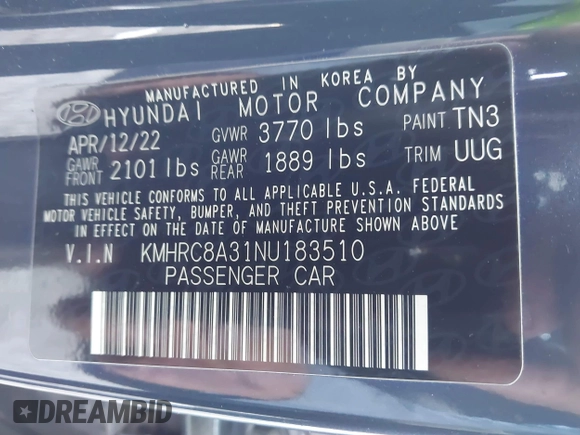 MANUFACTURED IN KOREA BY
HYUNDAI MOTOR COMPANY
APR/12/22 GVWR 3770 lbs PAINT TN3
GAWR FRONT 2101 lbs GAWR REAR 1889 lbs TRIM UUG
THIS VEHICLE CONFORMS TO ALL APPLICABLE U.S.A. FEDERAL
MOTOR VEHICLE SAFETY, BUMPER, AND THEFT PREVENTION STANDARDS
IN EFFECT ON THE DATE OF MANUFACTURE SHOWN ABOVE.
V.I.N KMHRC8A31NU183510
PASSENGER CAR
DREAMBID